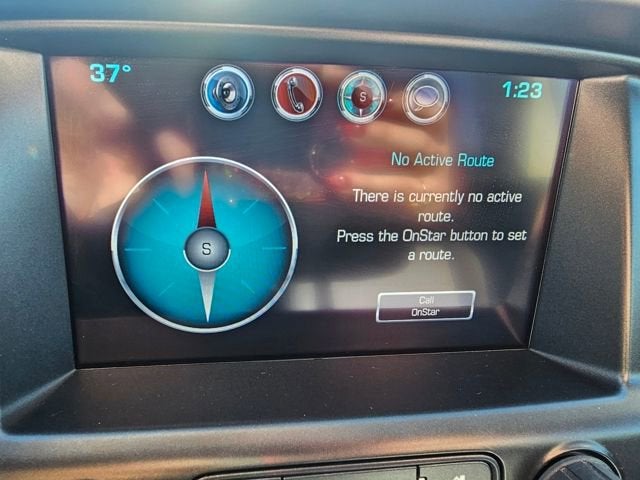 37°
S
1:23
No Active Route
There is currently no active
route.
Press the OnStar button to set
a route.
S
Call
OnStar